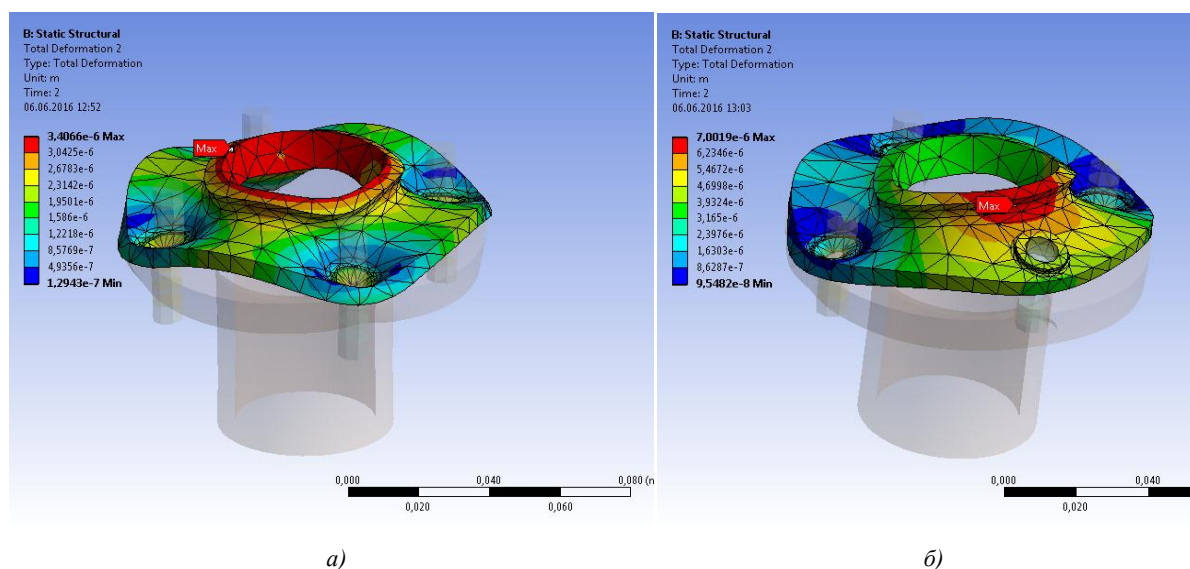 B: Static Structural
Total Deformation 2
Type: Total Deformation
Unit: m
Time: 2
06.06.2016 12:52
3,4066e-6 Max
3,0425e-6
2,6783e-6
2,3142e-6
1,9501e-6
1,586e-6
1,2218e-6
8,5769e-7
4,9356e-7
1,2943e-7 Min
Max
0,000
0,040
0,080 (n
0,020
0,060
а)
B: Static Structural
Total Deformation 2
Type: Total Deformation
Unit: m
Time: 2
06.06.2016 13:03
7,0019e-6 Max
6,2346e-6
5,4672e-6
4,6998e-6
3,9324e-6
3,165e-6
2,3976e-6
1,6303e-6
8,6287e-7
9,5482e-8 Min
Max
0,000
0,040
0,020
б)